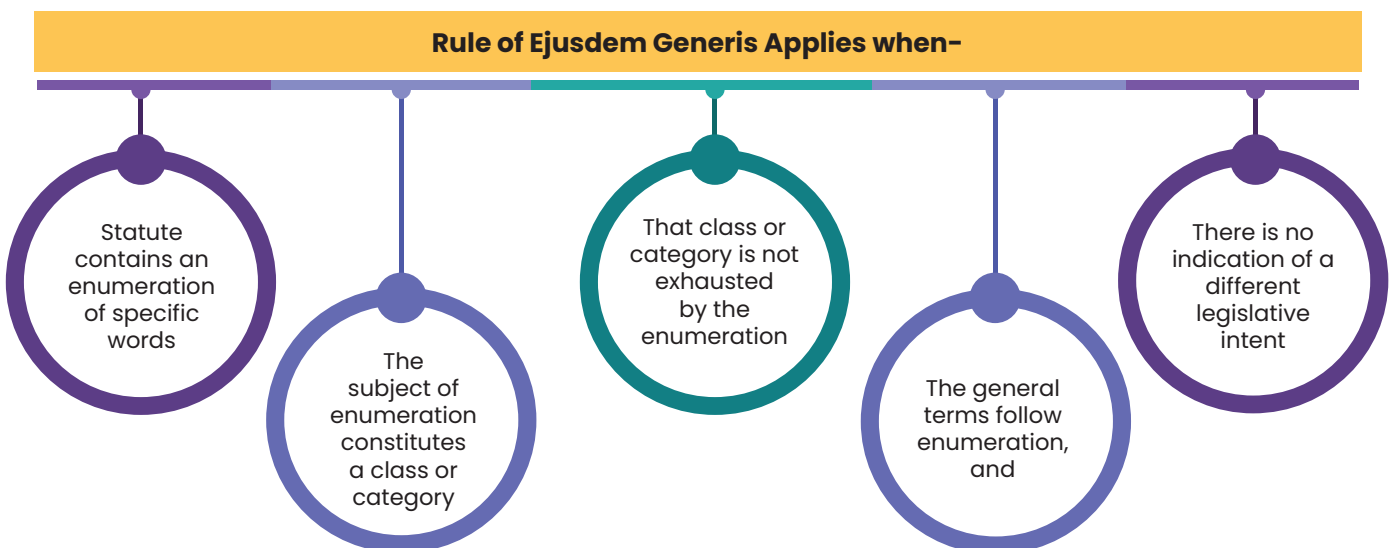 Rule of Ejusdem Generis Applies when-
Statute
contains an
enumeration
of specific
words
The
subject of
enumeration
constitutes
a class or
category
That class or
category is not
exhausted
by the
enumeration
The general
terms follow
enumeration,
and
There is no
indication of a
different
legislative
intent